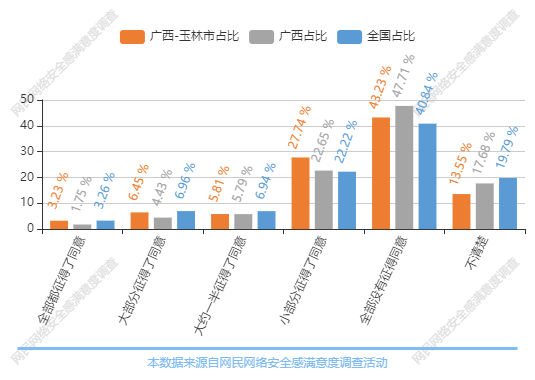 网民网络安全感满意度调查
网民网络安全感满意度调查
广西-玉林市占比 广西占比 全国占比
50
40
30
20
10
0
3.23 % 1.75 % 3.26 %
6.45 % 4.43 % 6.96 %
5.81 % 5.79 % 6.94 %
27.74 % 22.65 % 22.22 %
43.23 % 47.71 % 40.84 %
13.55 % 17.68 % 19.79 %
全部都征得了同意
大部分征得了同意
大约一半征得了同意
小部分征得了同意
全部没有征得同意
不清楚
网民网络安全感满意度调查
网民网络安全感满意度调查
本数据来源自网民网络安全感满意度调查活动